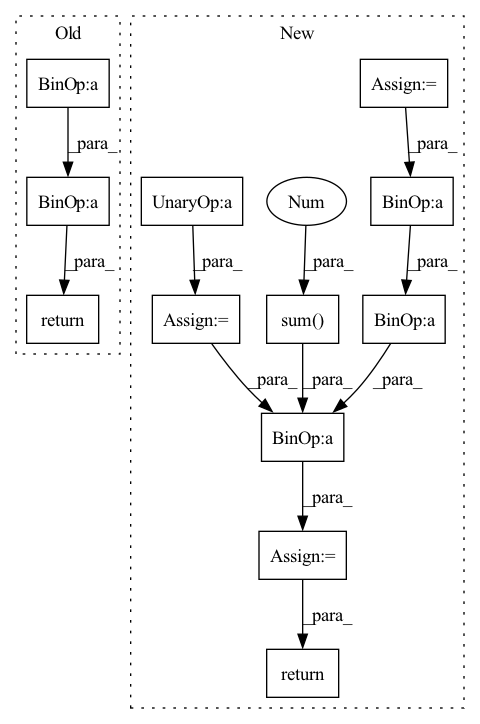 Old
New
BinOp:a
Assign:=
_para_
_para_
BinOp:a
UnaryOp:a
Num
BinOp:a
_para_
_para_
_para_
_para_
return
Assign:=
sum()
BinOp:a
_para_
_para_
_para_
BinOp:a
_para_
Assign:=
_para_
return